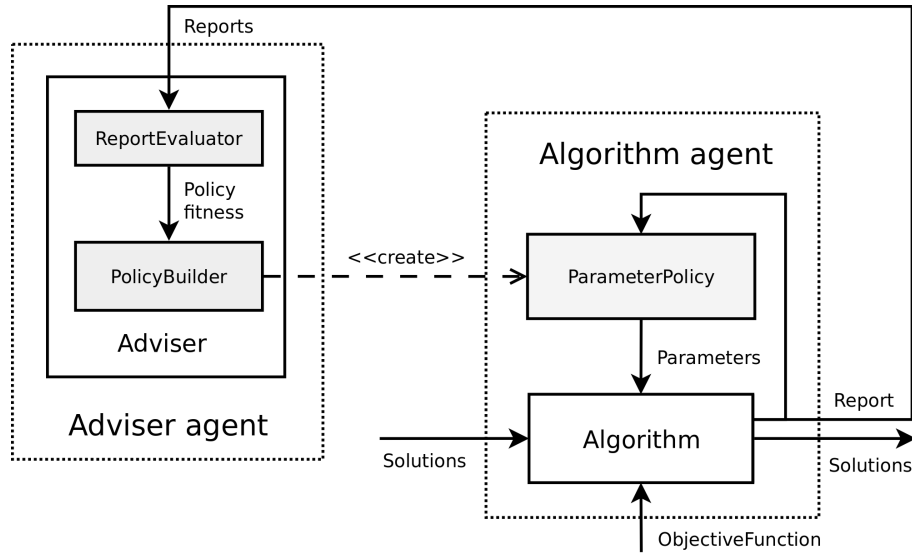 Reports
ReportEvaluator
Policy
fitness
PolicyBuilder
Adviser
Adviser agent
<<create>>
Algorithm agent
ParameterPolicy
Parameters
Algorithm
Solutions
Report
Solutions
ObjectiveFunction